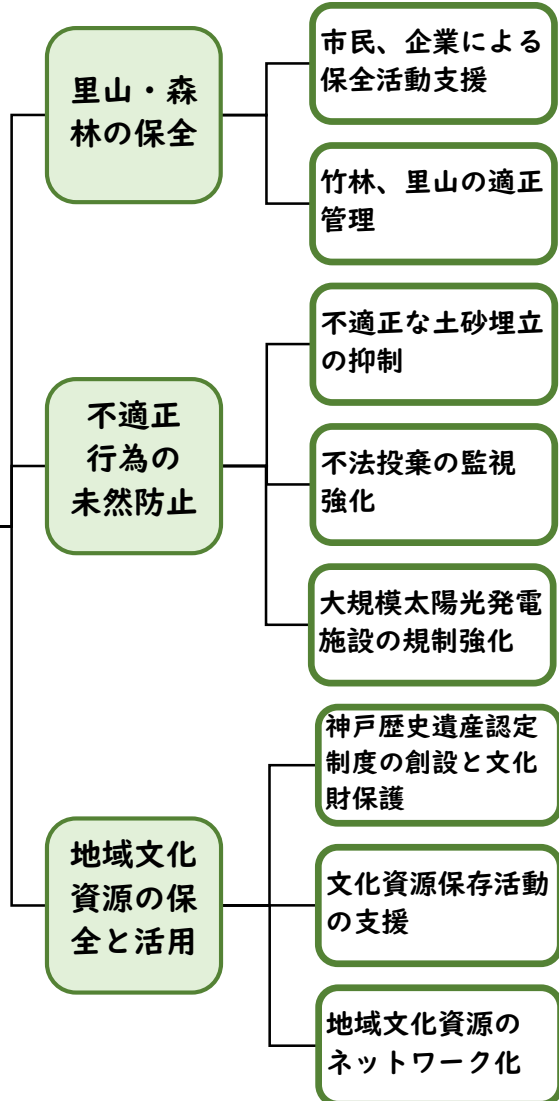 里山・森
林の保全
市民、企業による
保全活動支援
竹林、里山の適正
管理
不適正
行為の
未然防止
不適正な土砂埋立
の抑制
不法投棄の監視
強化
大規模太陽光発電
施設の規制強化
地域文化
資源の保
全と活用
神戸歴史遺産認定
制度の創設と文化
財保護
文化資源保存活動
の支援
地域文化資源の
ネットワーク化